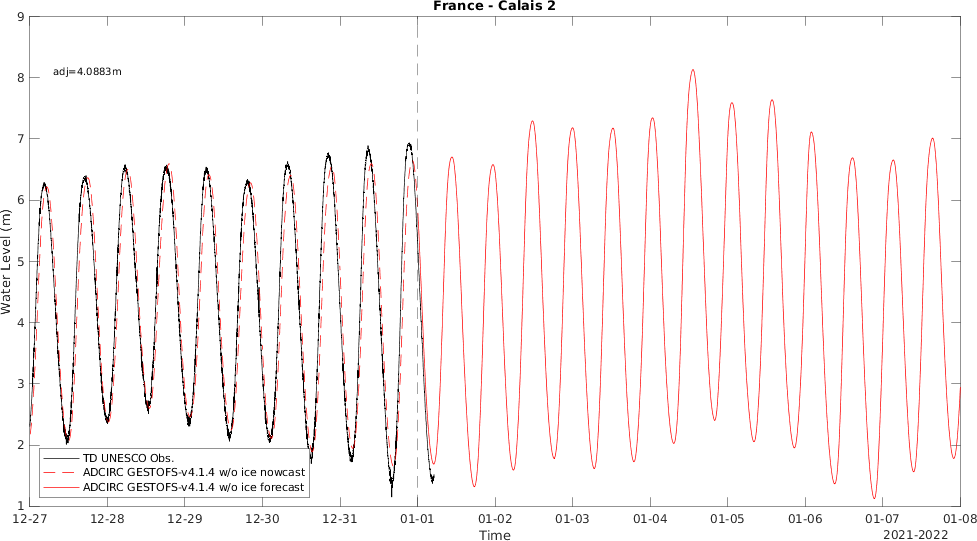 France - Calais 2
9
8
7
6
5
4
3
2
1
Water Level (m)
adj=4.0883m
TD UNESCO Obs.
ADCIRC GESTOFS-v4.1.4 w/o ice nowcast
ADCIRC GESTOFS-v4.1.4 w/o ice forecast
12-27 12-28 12-29 12-30 12-31 01-01 01-02 01-03 01-04 01-05 01-06 01-07 01-08
Time
2021-2022